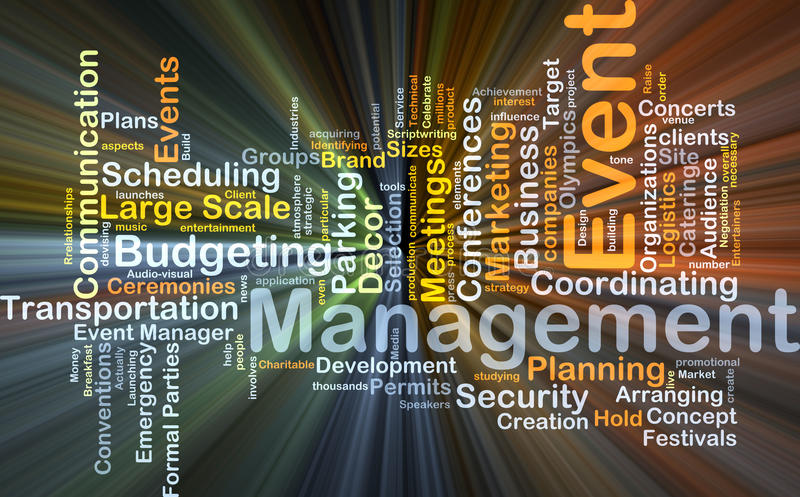 Event
Management
Communication
Plans
aspects
Events
Build
Scheduling
launches
Client
Large Scale
music
entertainment
Relationships
devising
Budgeting
Audio-visual
Ceremonies
news
Transportation
Event Manager
Money
Breakfast
Conventions
Actually
Launching
Emergency
Formal Parties
help
people
involves
Charitable
Industries
Groups
acquiring
Identifying
Brand
atmosphere
strategic
particular
application
even
Parking
Decor
potential
Service
Sizes
tools
Selection
Technical
Celebrate
millions
product
Scriptwriting
production communicate
Meetings
elements
process
press
Conferences
Achievement
interest
influence
Marketing
strategy
Business
companies
Target
project
Olympics
Design
building
tone
Raise
order
Concerts
venue
clients
Organizations
Site
Logistics
Catering
Audience
overall
necessary
Negotiation
Entertainers
number
Coordinating
Media
Development
thousands
Permits
Speakers
studying
Planning
Security
Creation
Hold
live
promotional
Market
create
Arranging
Concept
Festivals